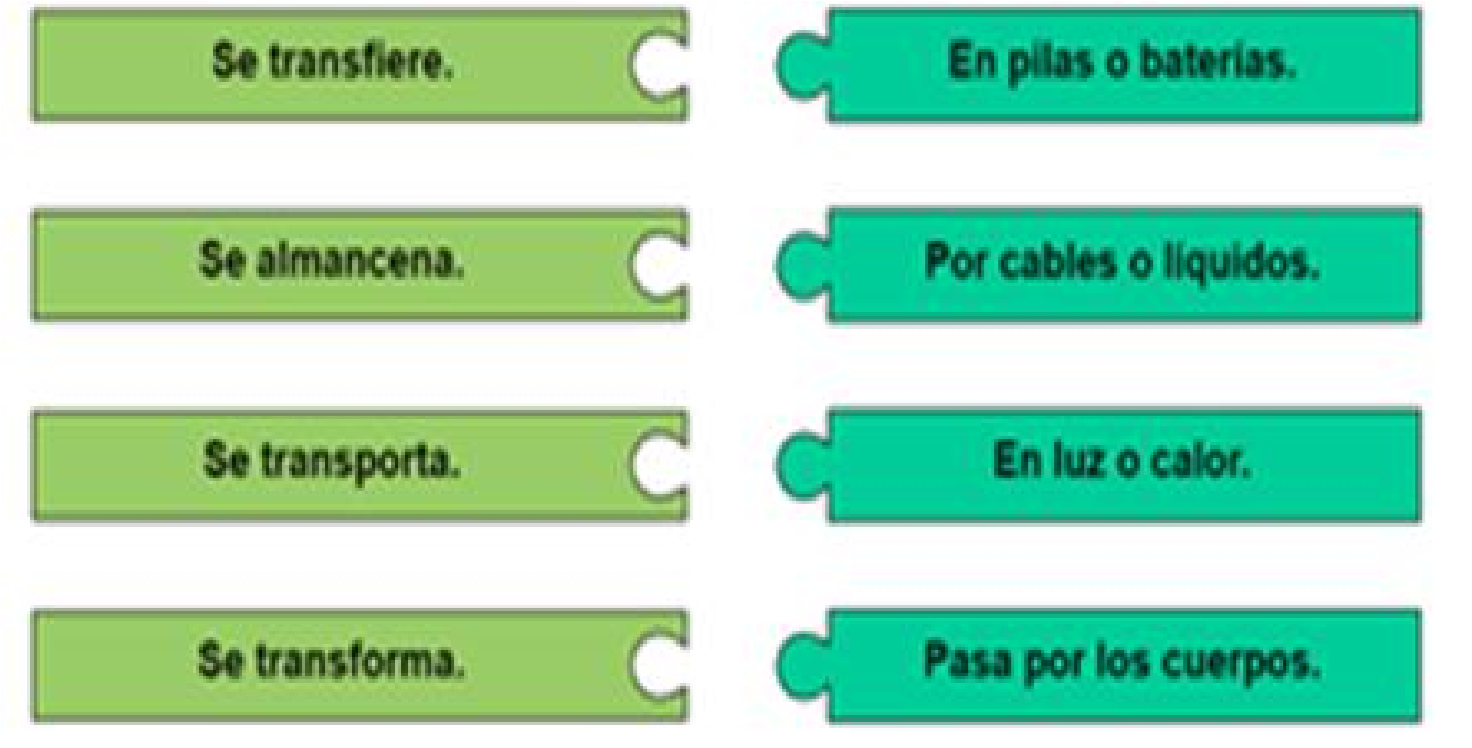 Se transfiere.
En pilas o baterías.
Se almancena.
Por cables o líquidos.
Se transporta.
En luz o calor.
Se transforma.
Pasa por los cuerpos.